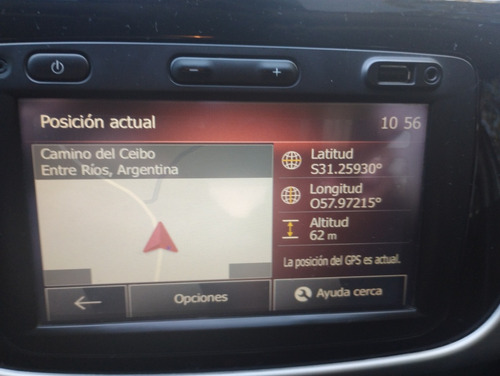 Posición actual
10 56
Camino del Ceibo
Entre Ríos, Argentina
Latitud
S31.25930°
Longitud
O57.97215°
Altitud
62 m
La posición del GPS es actual.
Opciones
Ayuda cerca